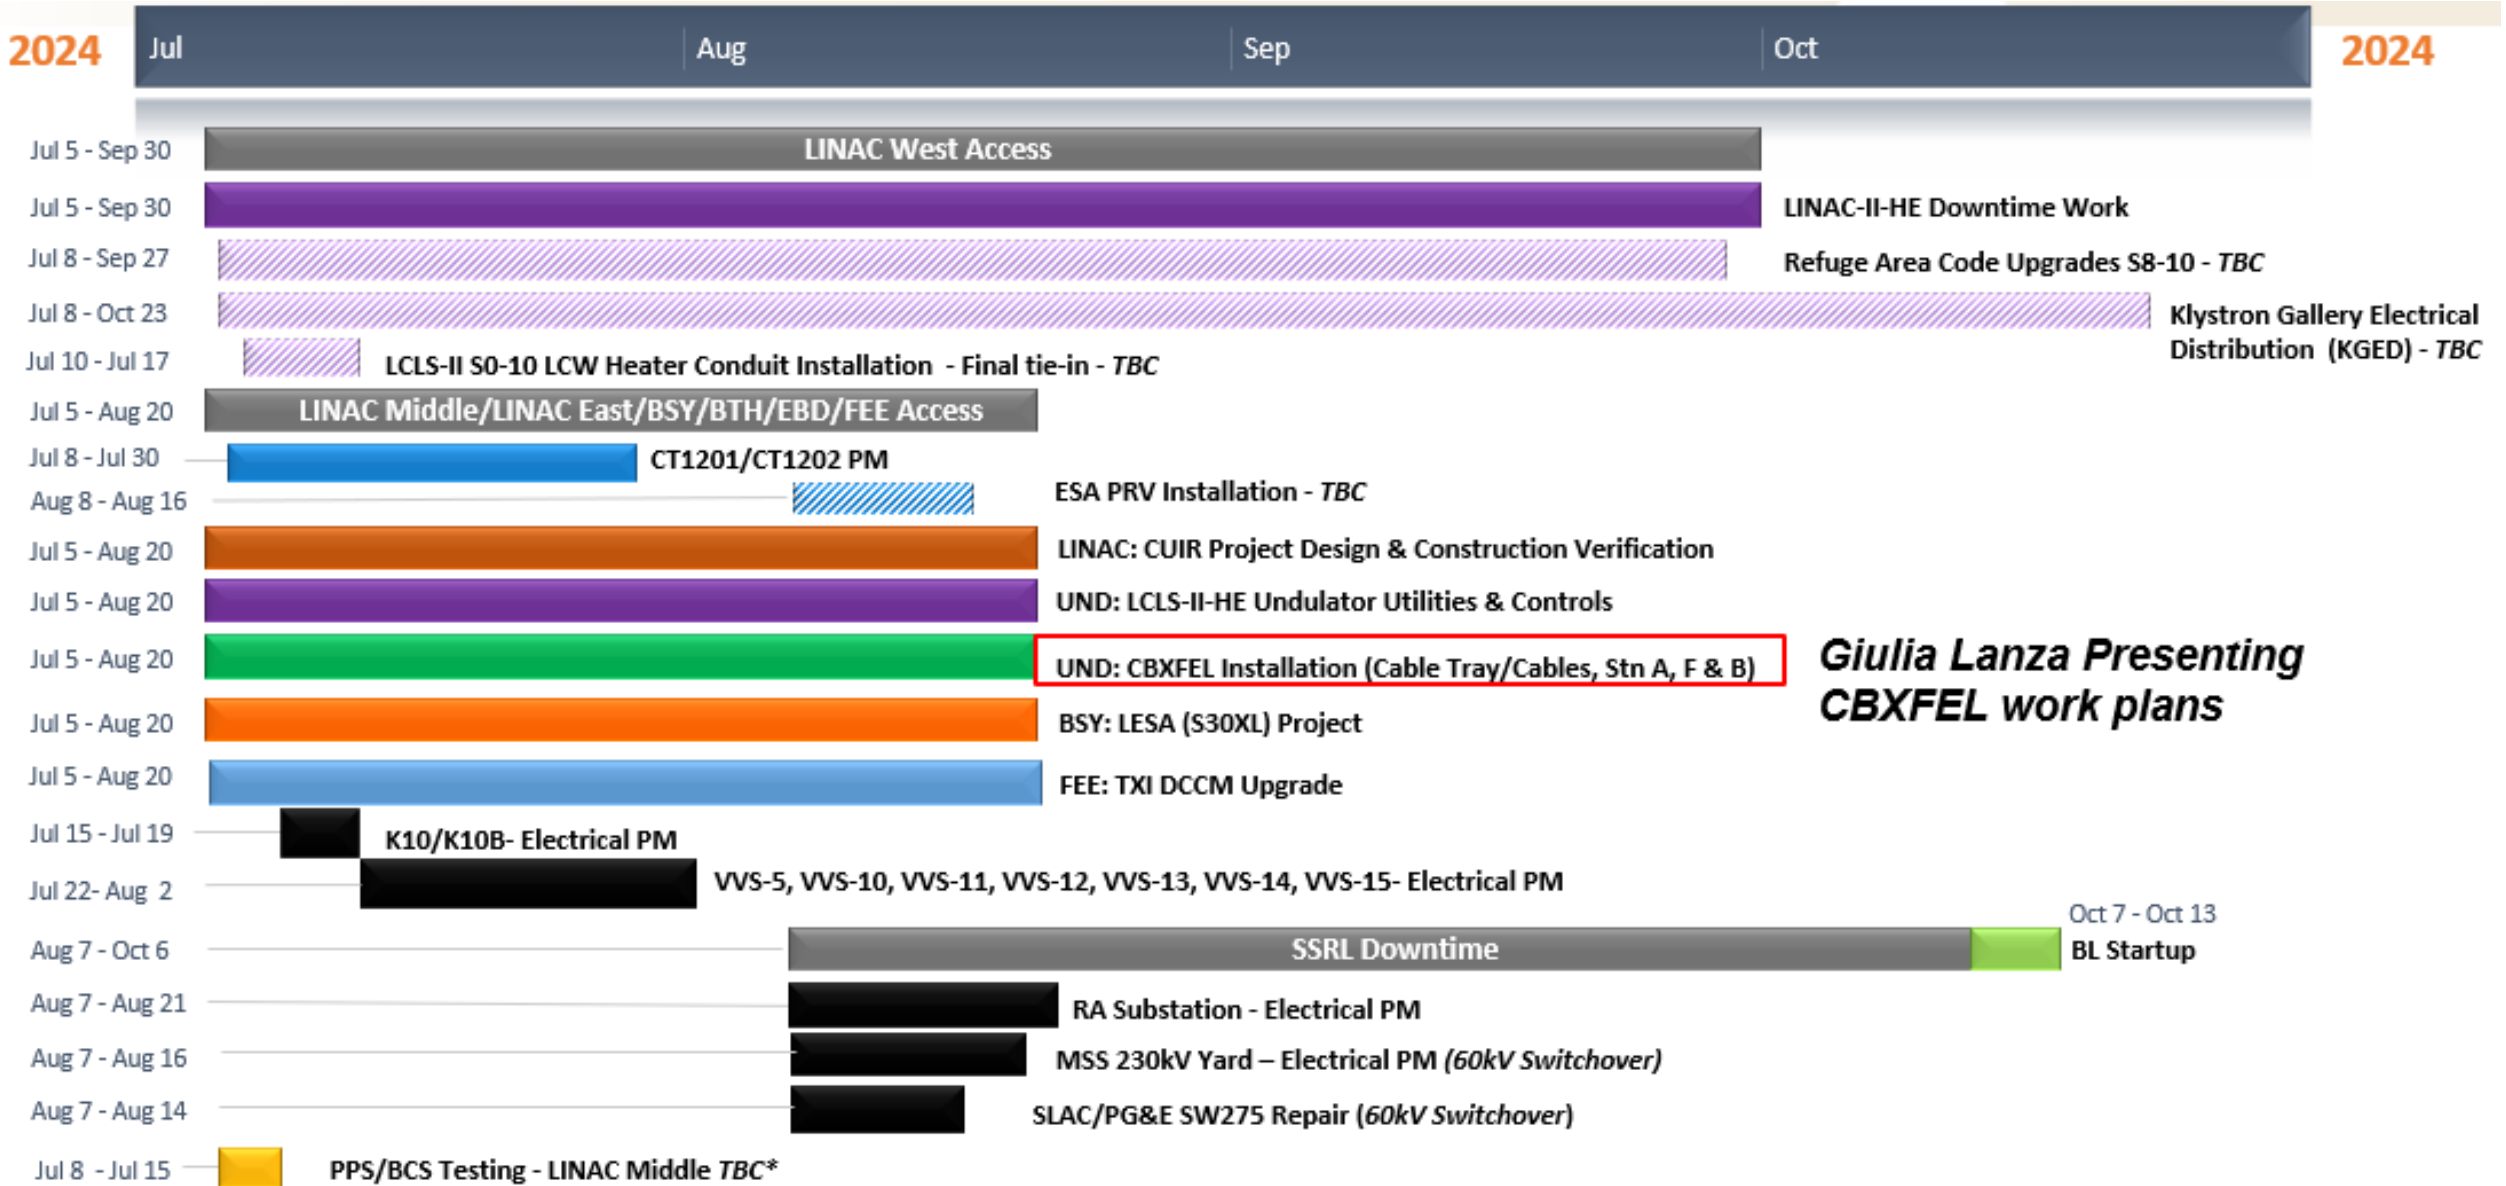 2024 Jul Aug Sep Oct 2024
Jul 5 - Sep 30 LINAC West Access
Jul 5 - Sep 30 LINAC-II-HE Downtime Work
Jul 8 - Sep 27 Refuge Area Code Upgrades S8-10 - TBC
Jul 8 - Oct 23 Klystron Gallery Electrical
Distribution (KGED) - TBC
Jul 10 - Jul 17 LCLS-II S0-10 LCW Heater Conduit Installation - Final tie-in - TBC
Jul 5 - Aug 20 LINAC Middle/LINAC East/BSY/BTH/EBD/FEE Access
Jul 8 - Jul 30 CT1201/CT1202 PM
Aug 8 - Aug 16 ESA PRV Installation - TBC
Jul 5 - Aug 20 LINAC: CUIR Project Design & Construction Verification
Jul 5 - Aug 20 UND: LCLS-II-HE Undulator Utilities & Controls
Jul 5 - Aug 20 UND: CBXFEL Installation (Cable Tray/Cables, Stn A, F & B)
Giulia Lanza Presenting
CBXFEL work plans
Jul 5 - Aug 20 BSY: LESA (S30XL) Project
Jul 5 - Aug 20 FEE: TXI DCCM Upgrade
Jul 15 - Jul 19 K10/K10B- Electrical PM
Jul 22- Aug 2 VVS-5, VVS-10, VVS-11, VVS-12, VVS-13, VVS-14, VVS-15- Electrical PM
Oct 7 - Oct 13
Aug 7 - Oct 6 SSRL Downtime BL Startup
Aug 7 - Aug 21 RA Substation - Electrical PM
Aug 7 - Aug 16 MSS 230kV Yard – Electrical PM (60kV Switchover)
Aug 7 - Aug 14 SLAC/PG&E SW275 Repair (60kV Switchover)
Jul 8 - Jul 15 PPS/BCS Testing - LINAC Middle TBC*